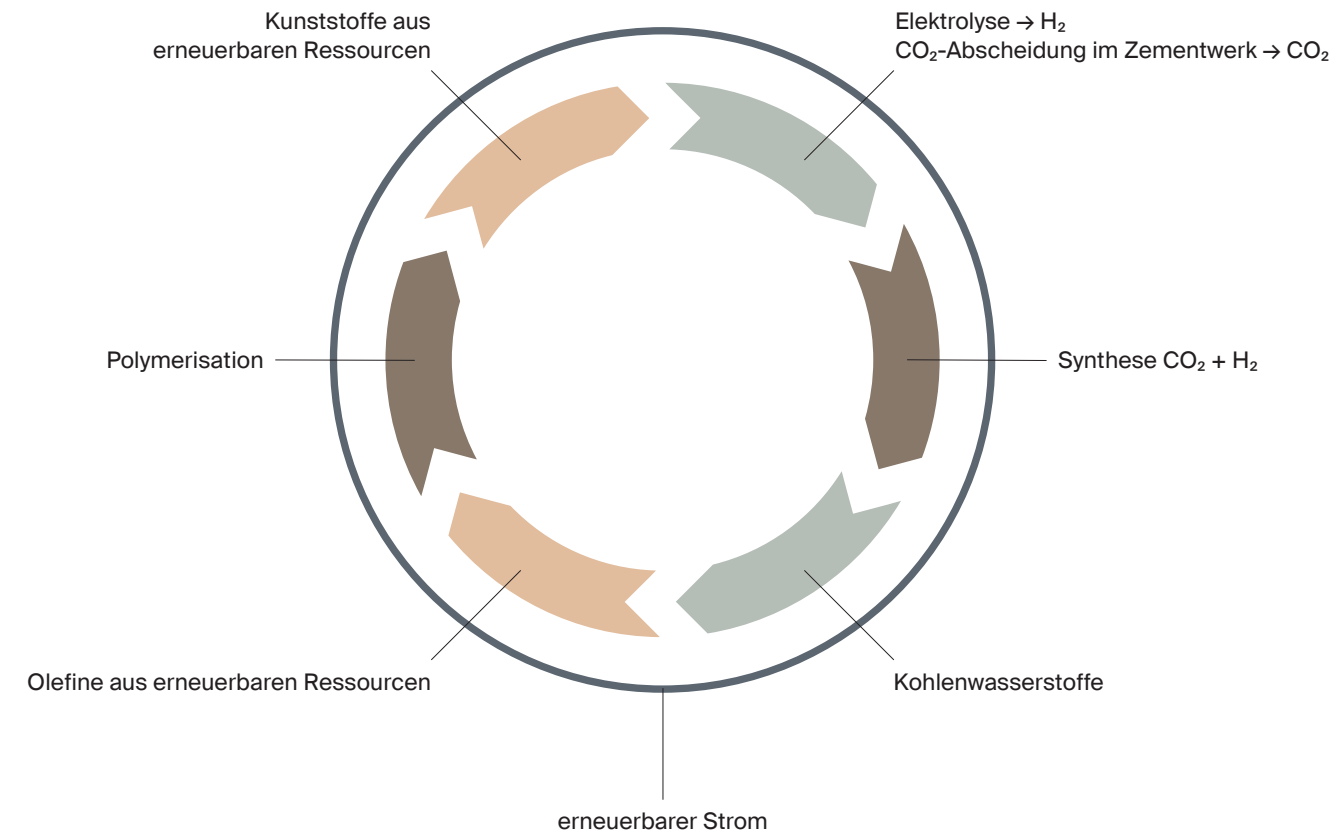 Kunststoffe aus
erneuerbaren Ressourcen
Elektrolyse → H₂
CO₂-Abscheidung im Zementwerk → CO₂
Polymerisation
Synthese CO₂ + H₂
Olefine aus erneuerbaren Ressourcen
Kohlenwasserstoffe
erneuerbarer Strom